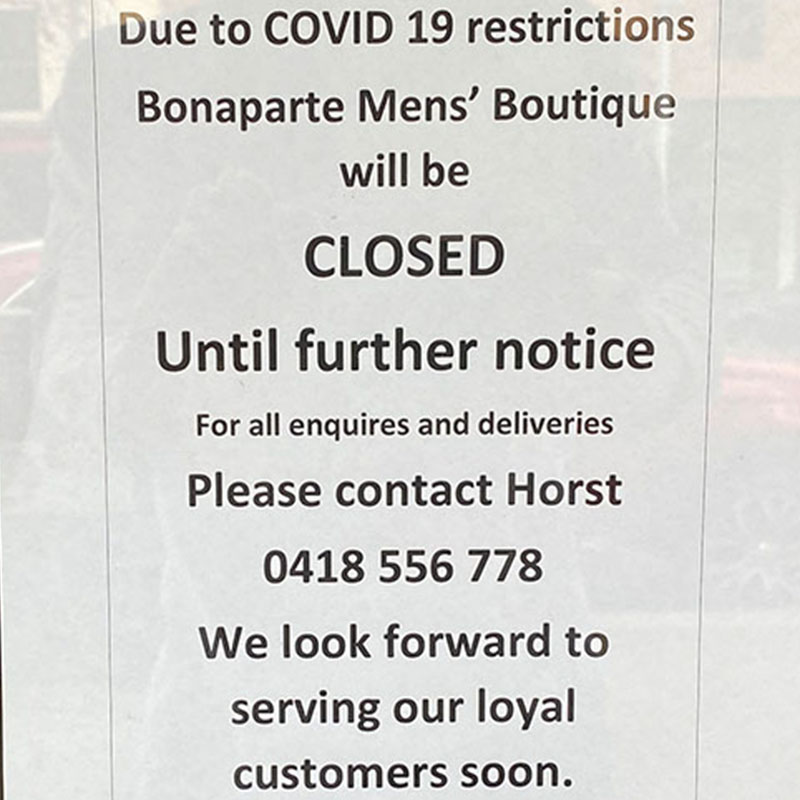 Due to COVID 19 restrictions
Bonaparte Mens’ Boutique
will be
CLOSED
Until further notice
For all enquires and deliveries
Please contact Horst
0418 556 778
We look forward to
serving our loyal
customers soon.